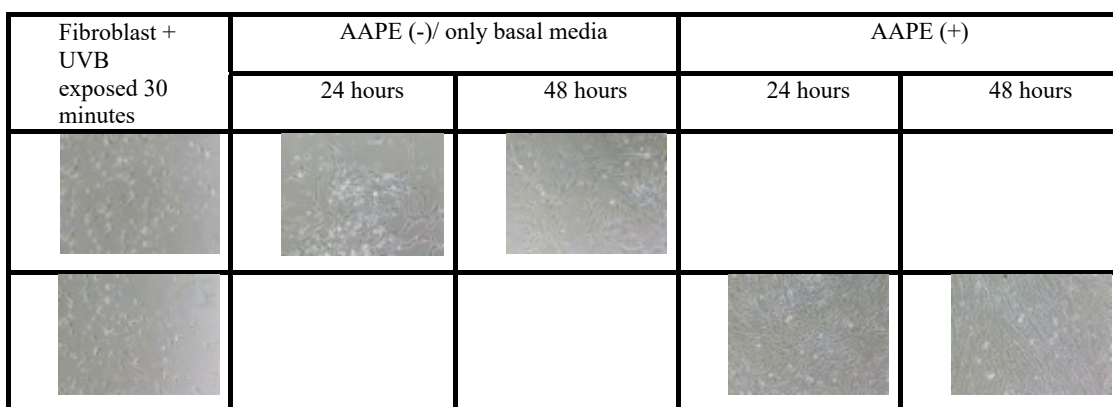 Fibroblast +
UVB
exposed 30
minutes
AAPE (-)/ only basal media
AAPE (+)
24 hours
48 hours
24 hours
48 hours